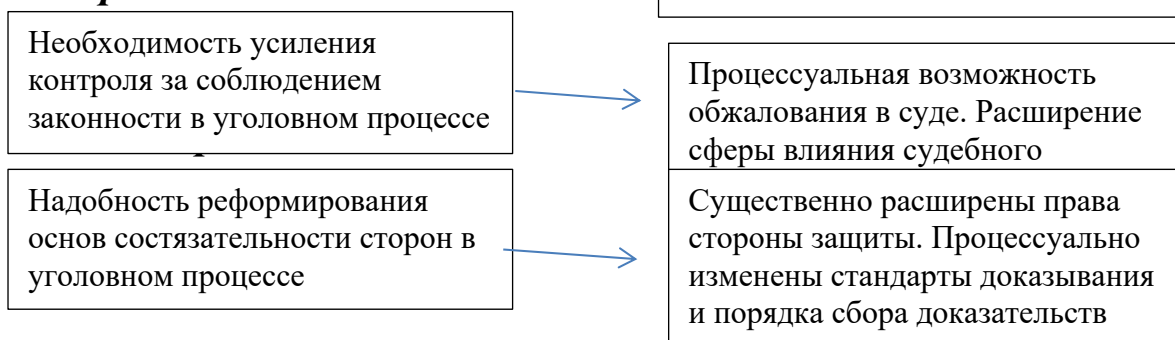 Необходимость усиления
контроля за соблюдением
законности в уголовном процессе
Процессуальная возможность
обжалования в суде. Расширение
сферы влияния судебного
Надобность реформирования
основ состязательности сторон в
уголовном процессе
Существенно расширены права
стороны защиты. Процессуально
изменены стандарты доказывания
и порядка сбора доказательств